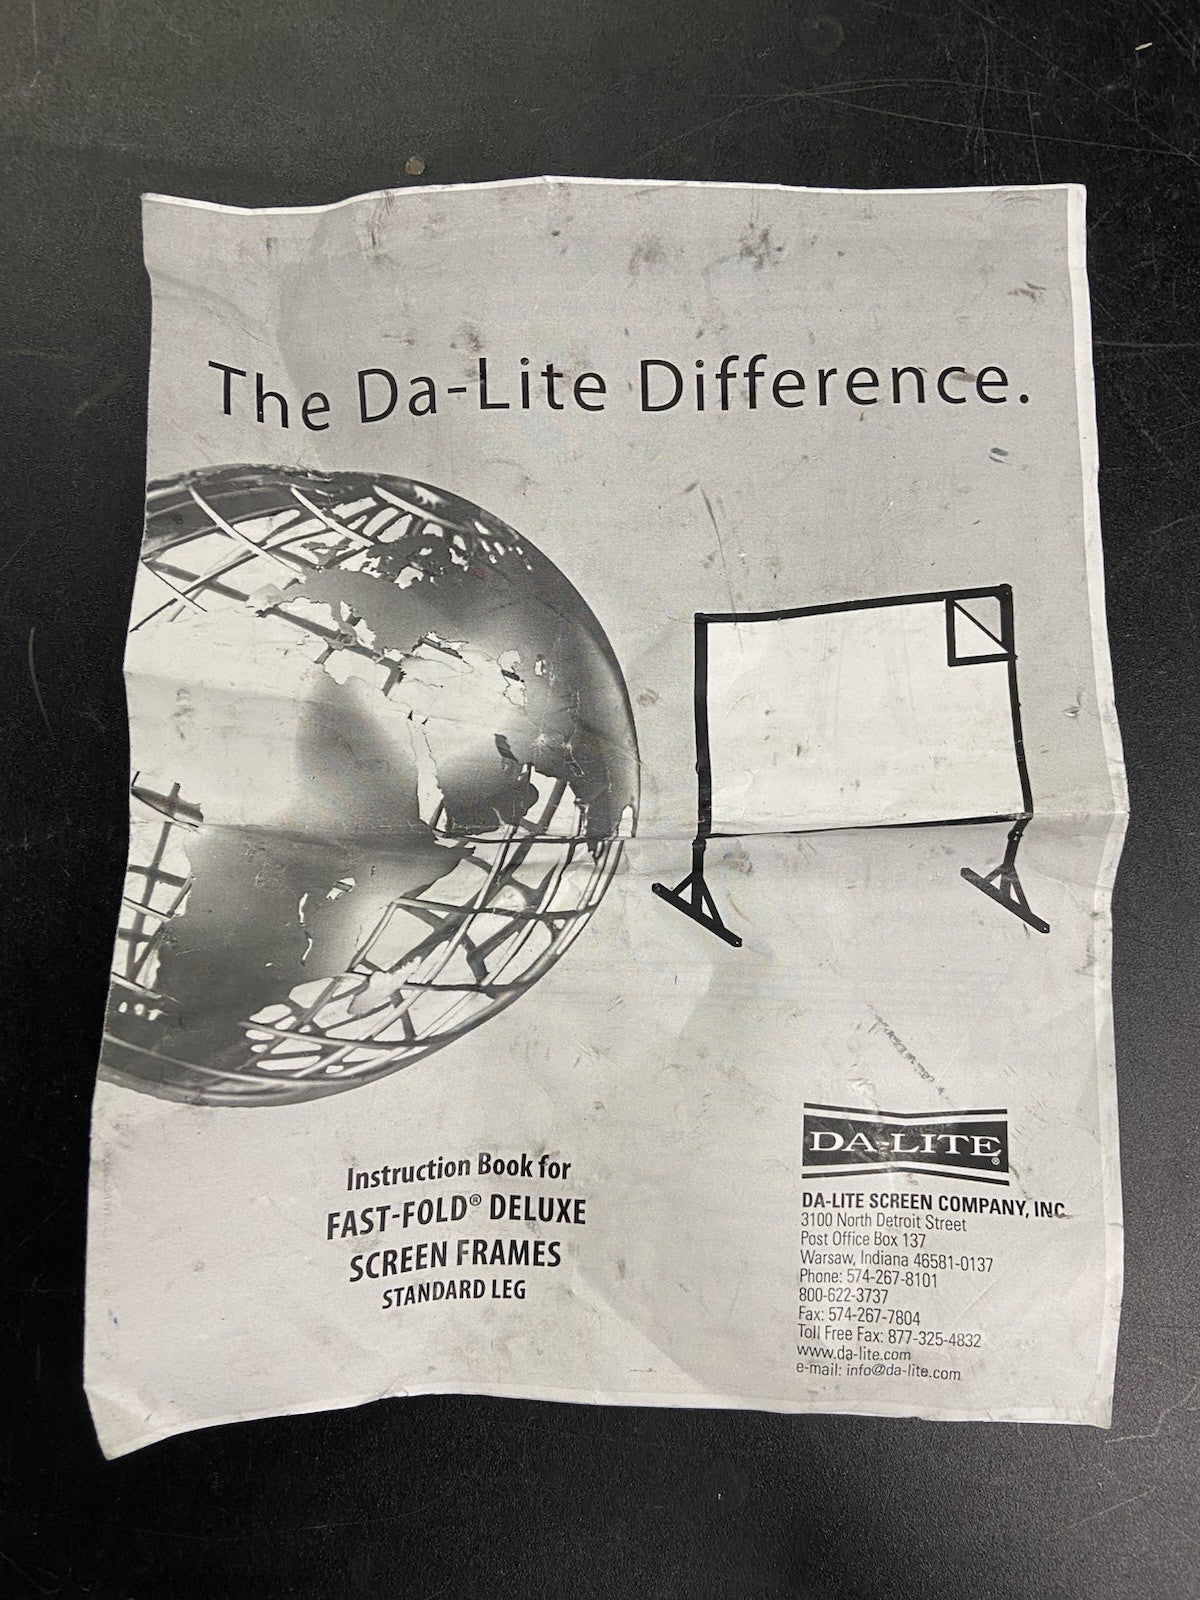 The Da-Lite Difference.
Instruction Book for
FAST-FOLD® DELUXE
SCREEN FRAMES
STANDARD LEG
DA-LITE®
DA-LITE SCREEN COMPANY, INC.
3100 North Detroit Street
Post Office Box 137
Warsaw, Indiana 46581-0137
Phone: 574-267-8101
800-622-3737
Fax: 574-267-7804
Toll Free Fax: 877-325-4832
www.da-lite.com
e-mail: info@da-lite.com